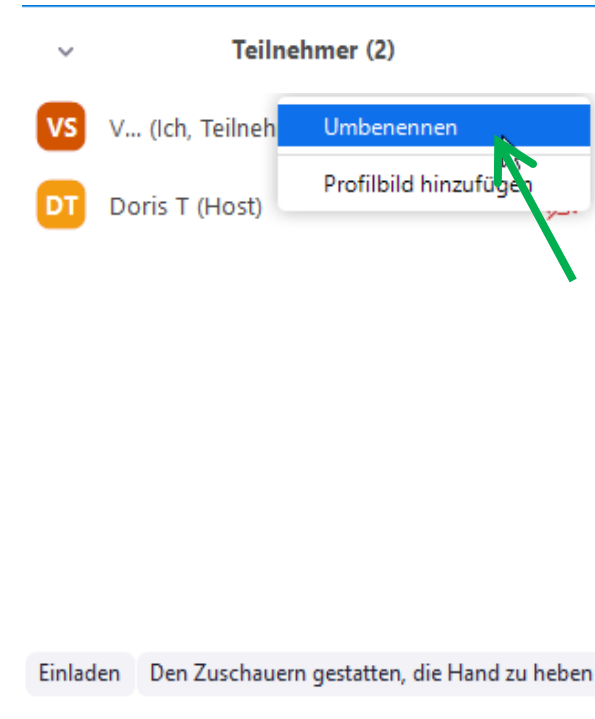 Teilnehmer (2)
VS V... (Ich, Teilneh
Umbenennen
Profilbild hinzufügen
DT Doris T (Host)
Einladen Den Zuschauern gestatten, die Hand zu heben